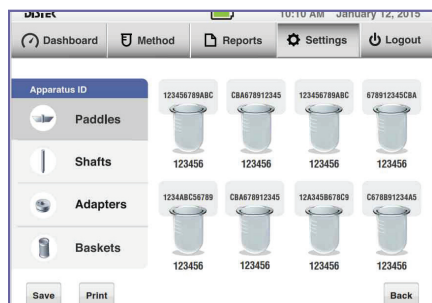 DISTEK 10:10 AM January 12, 2015
Dashboard Method Reports Settings Logout
Apparatus ID
Paddles
Shafts
Adapters
Baskets
123456789ABC CBA678912345 123456789ABC 678912345CBA
123456 123456 123456 123456
1234ABC56789 CBA678912345 12A345B678C9 C678B91234A5
123456 123456 123456 123456
Save Print Back